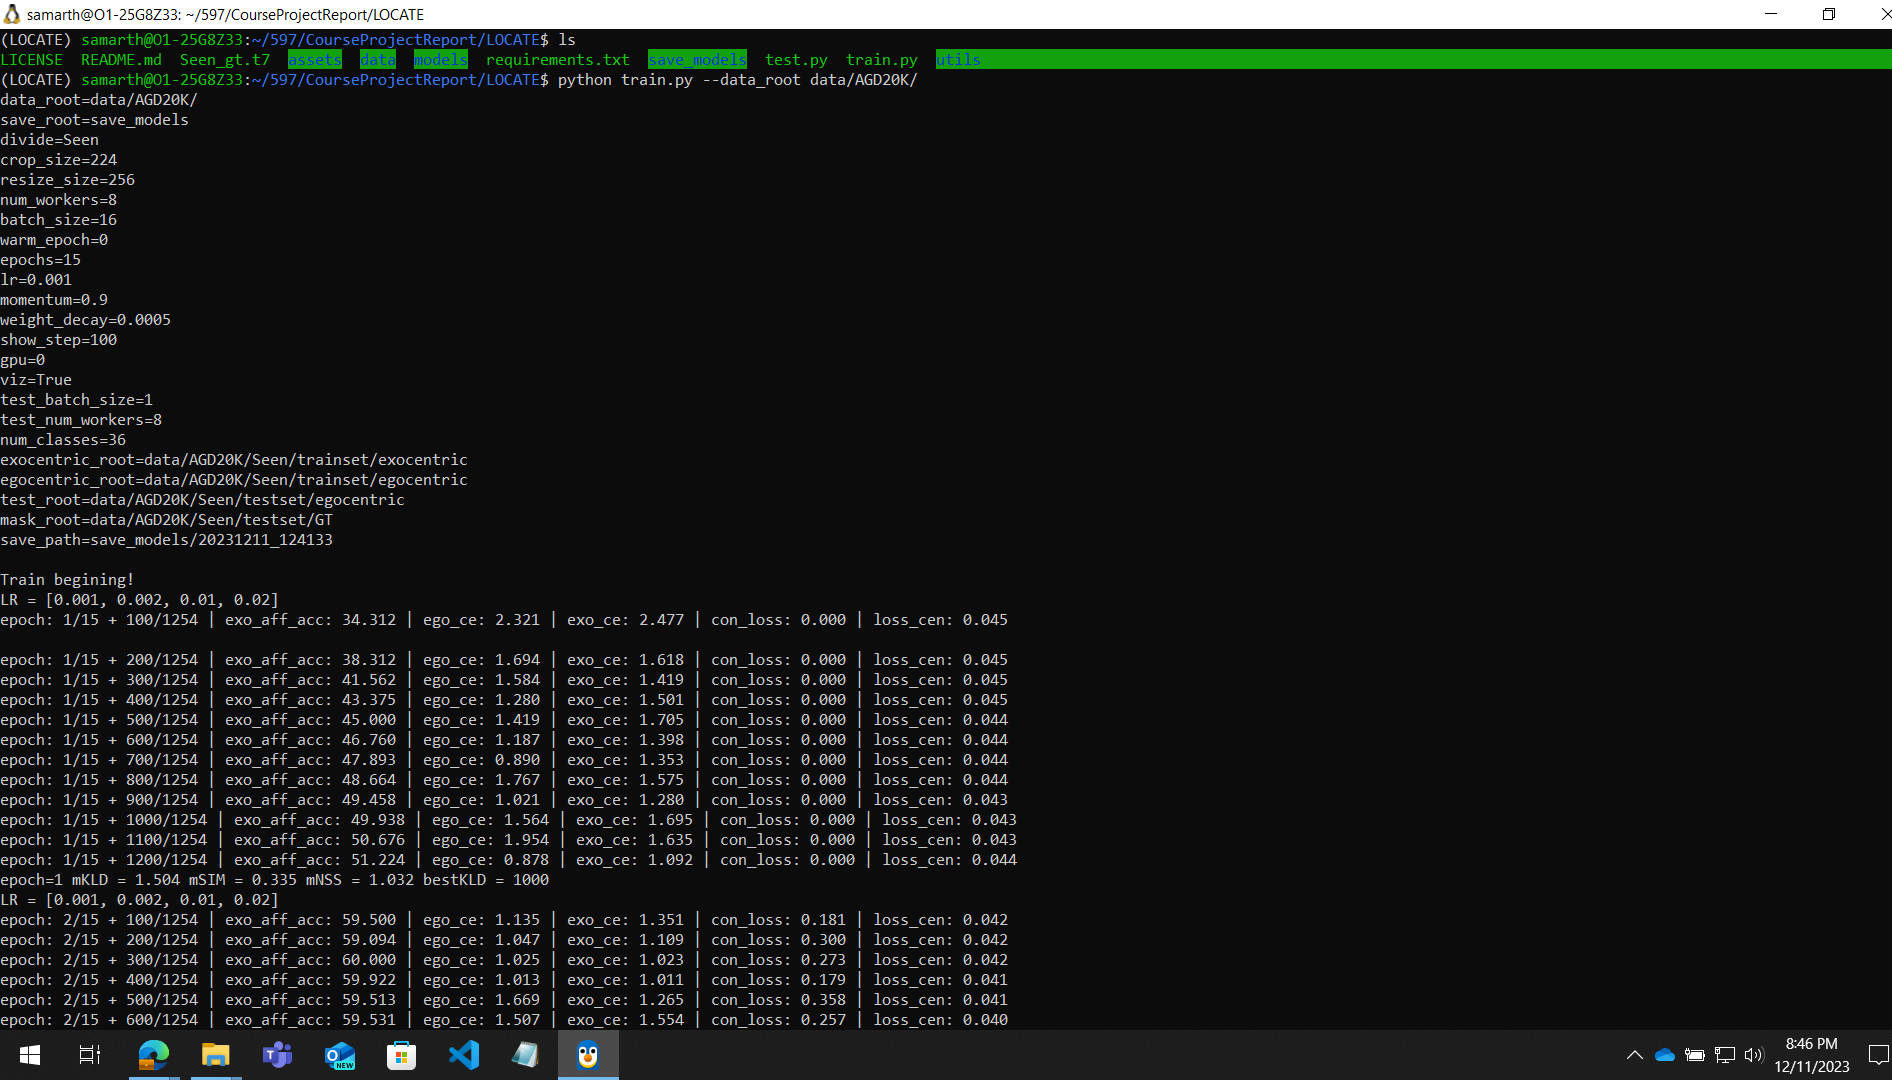 samarth@O1-25G8Z33: ~/597/CourseProjectReport/LOCATE
(LOCATE) samarth@O1-25G8Z33:~/597/CourseProjectReport/LOCATE$ ls
LICENSE README.md Seen_gt.t7 assets data models requirements.txt save_models test.py train.py utils
(LOCATE) samarth@O1-25G8Z33:~/597/CourseProjectReport/LOCATE$ python train.py --data_root data/AGD20K/
data_root=data/AGD20K/
save_root=save_models
divide=Seen
crop_size=224
resize_size=256
num_workers=8
batch_size=16
warm_epoch=0
epochs=15
lr=0.001
momentum=0.9
weight_decay=0.0005
show_step=100
gpu=0
viz=True
test_batch_size=1
test_num_workers=8
num_classes=36
exocentric_root=data/AGD20K/Seen/trainset/exocentric
egocentric_root=data/AGD20K/Seen/trainset/egocentric
test_root=data/AGD20K/Seen/testset/egocentric
mask_root=data/AGD20K/Seen/testset/GT
save_path=save_models/20231211_124133
Train begining!
LR = [0.001, 0.002, 0.01, 0.02]
epoch: 1/15 + 100/1254 | exo_aff_acc: 34.312 | ego_ce: 2.321 | exo_ce: 2.477 | con_loss: 0.000 | loss_cen: 0.045
epoch: 1/15 + 200/1254 | exo_aff_acc: 38.312 | ego_ce: 1.694 | exo_ce: 1.618 | con_loss: 0.000 | loss_cen: 0.045
epoch: 1/15 + 300/1254 | exo_aff_acc: 41.562 | ego_ce: 1.584 | exo_ce: 1.419 | con_loss: 0.000 | loss_cen: 0.045
epoch: 1/15 + 400/1254 | exo_aff_acc: 43.375 | ego_ce: 1.280 | exo_ce: 1.501 | con_loss: 0.000 | loss_cen: 0.045
epoch: 1/15 + 500/1254 | exo_aff_acc: 45.000 | ego_ce: 1.419 | exo_ce: 1.705 | con_loss: 0.000 | loss_cen: 0.044
epoch: 1/15 + 600/1254 | exo_aff_acc: 46.760 | ego_ce: 1.187 | exo_ce: 1.398 | con_loss: 0.000 | loss_cen: 0.044
epoch: 1/15 + 700/1254 | exo_aff_acc: 47.893 | ego_ce: 0.890 | exo_ce: 1.353 | con_loss: 0.000 | loss_cen: 0.044
epoch: 1/15 + 800/1254 | exo_aff_acc: 48.664 | ego_ce: 1.767 | exo_ce: 1.575 | con_loss: 0.000 | loss_cen: 0.044
epoch: 1/15 + 900/1254 | exo_aff_acc: 49.458 | ego_ce: 1.021 | exo_ce: 1.280 | con_loss: 0.000 | loss_cen: 0.043
epoch: 1/15 + 1000/1254 | exo_aff_acc: 49.938 | ego_ce: 1.564 | exo_ce: 1.695 | con_loss: 0.000 | loss_cen: 0.043
epoch: 1/15 + 1100/1254 | exo_aff_acc: 50.676 | ego_ce: 1.954 | exo_ce: 1.635 | con_loss: 0.000 | loss_cen: 0.043
epoch: 1/15 + 1200/1254 | exo_aff_acc: 51.224 | ego_ce: 0.878 | exo_ce: 1.092 | con_loss: 0.000 | loss_cen: 0.044
epoch=1 mKLD = 1.504 mSIM = 0.335 mNSS = 1.032 bestKLD = 1000
LR = [0.001, 0.002, 0.01, 0.02]
epoch: 2/15 + 100/1254 | exo_aff_acc: 59.500 | ego_ce: 1.135 | exo_ce: 1.351 | con_loss: 0.181 | loss_cen: 0.042
epoch: 2/15 + 200/1254 | exo_aff_acc: 59.094 | ego_ce: 1.047 | exo_ce: 1.109 | con_loss: 0.300 | loss_cen: 0.042
epoch: 2/15 + 300/1254 | exo_aff_acc: 60.000 | ego_ce: 1.025 | exo_ce: 1.023 | con_loss: 0.273 | loss_cen: 0.042
epoch: 2/15 + 400/1254 | exo_aff_acc: 59.922 | ego_ce: 1.013 | exo_ce: 1.011 | con_loss: 0.179 | loss_cen: 0.041
epoch: 2/15 + 500/1254 | exo_aff_acc: 59.513 | ego_ce: 1.669 | exo_ce: 1.265 | con_loss: 0.358 | loss_cen: 0.041
epoch: 2/15 + 600/1254 | exo_aff_acc: 59.531 | ego_ce: 1.507 | exo_ce: 1.554 | con_loss: 0.257 | loss_cen: 0.040
NEW
8:46 PM
12/11/2023